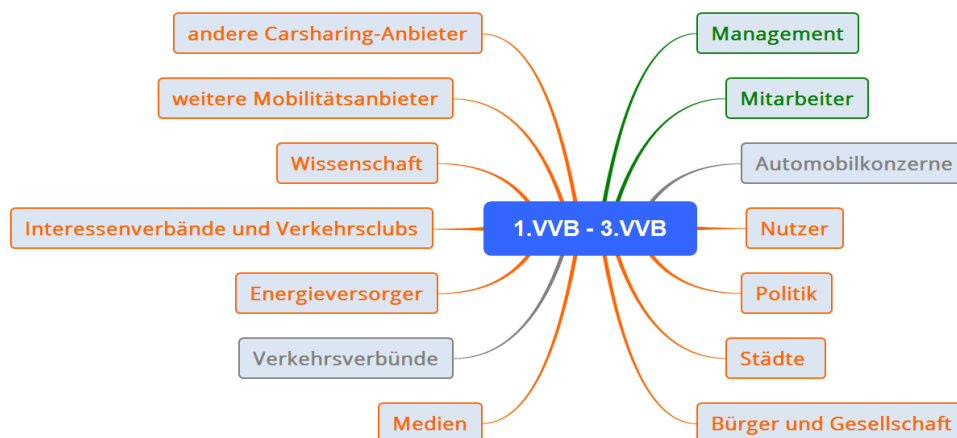 andere Carsharing-Anbieter
weitere Mobilitätsanbieter
Wissenschaft
Interessenverbände und Verkehrsclubs
Energieversorger
Verkehrsverbünde
Medien
1.VVB - 3.VVB
Management
Mitarbeiter
Automobilkonzerne
Nutzer
Politik
Städte
Bürger und Gesellschaft